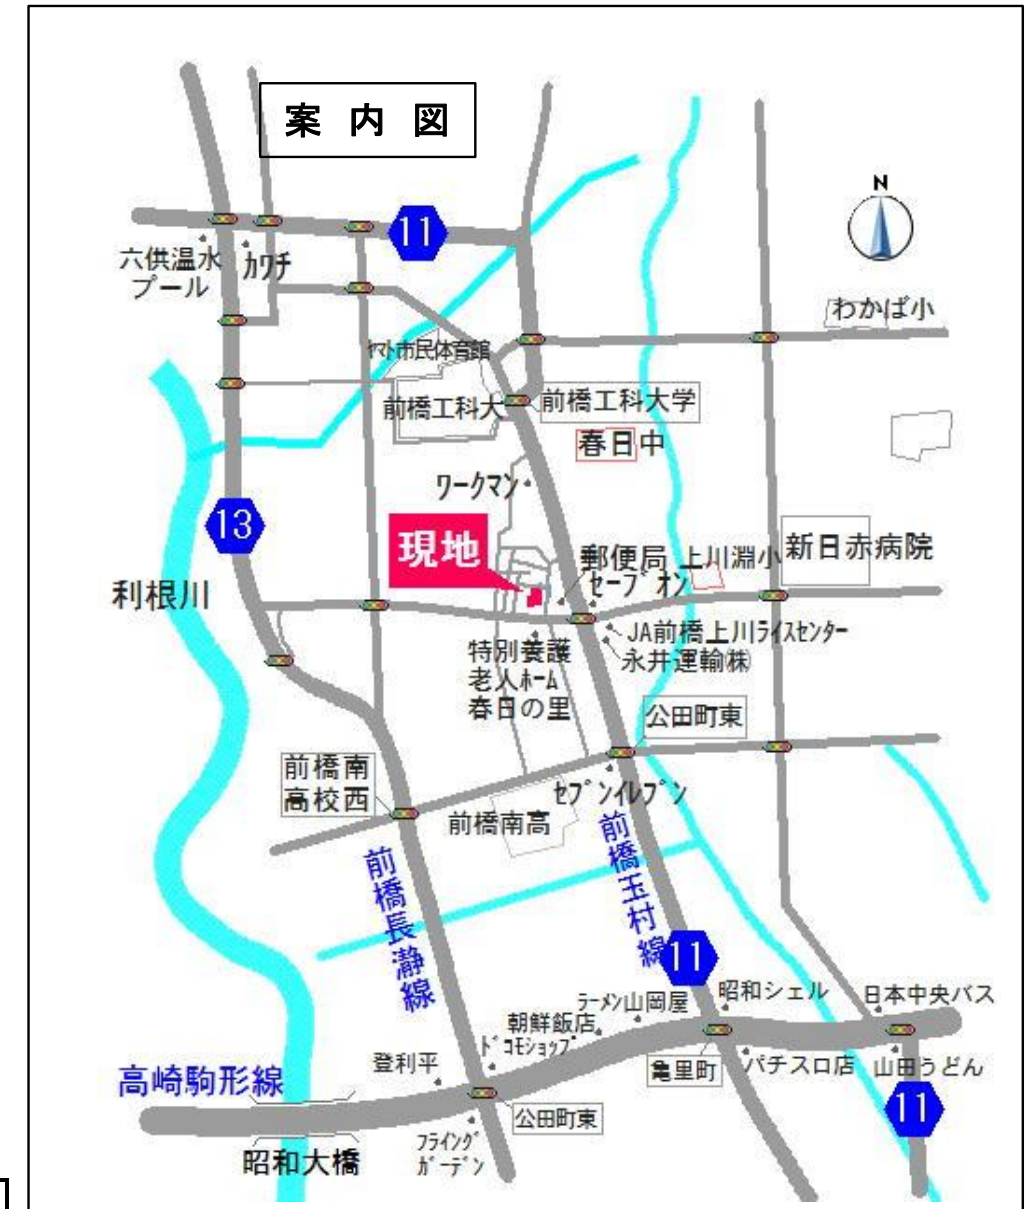 案内図
N
11
六供温水
プール
カワチ
わかば小
ヤマト市民体育館
前橋工科大
前橋工科大学
春日中
ワークマン
13
現地
郵便局
上川淵小
新日赤病院
セーブオン
利根川
JA前橋上川ライスセンター
永井運輸㈱
特別養護
老人ホーム
春日の里
公田町東
前橋南
高校西
セブンイレブン
前橋南高
前橋長瀞線
前橋玉村線
11
昭和シェル
日本中央バス
ラーメン山岡屋
朝鮮飯店
ドコモショップ
登利平
亀里町
パチスロ店
山田うどん
高崎駒形線
公田町東
11
フライング
ガーデン
昭和大橋